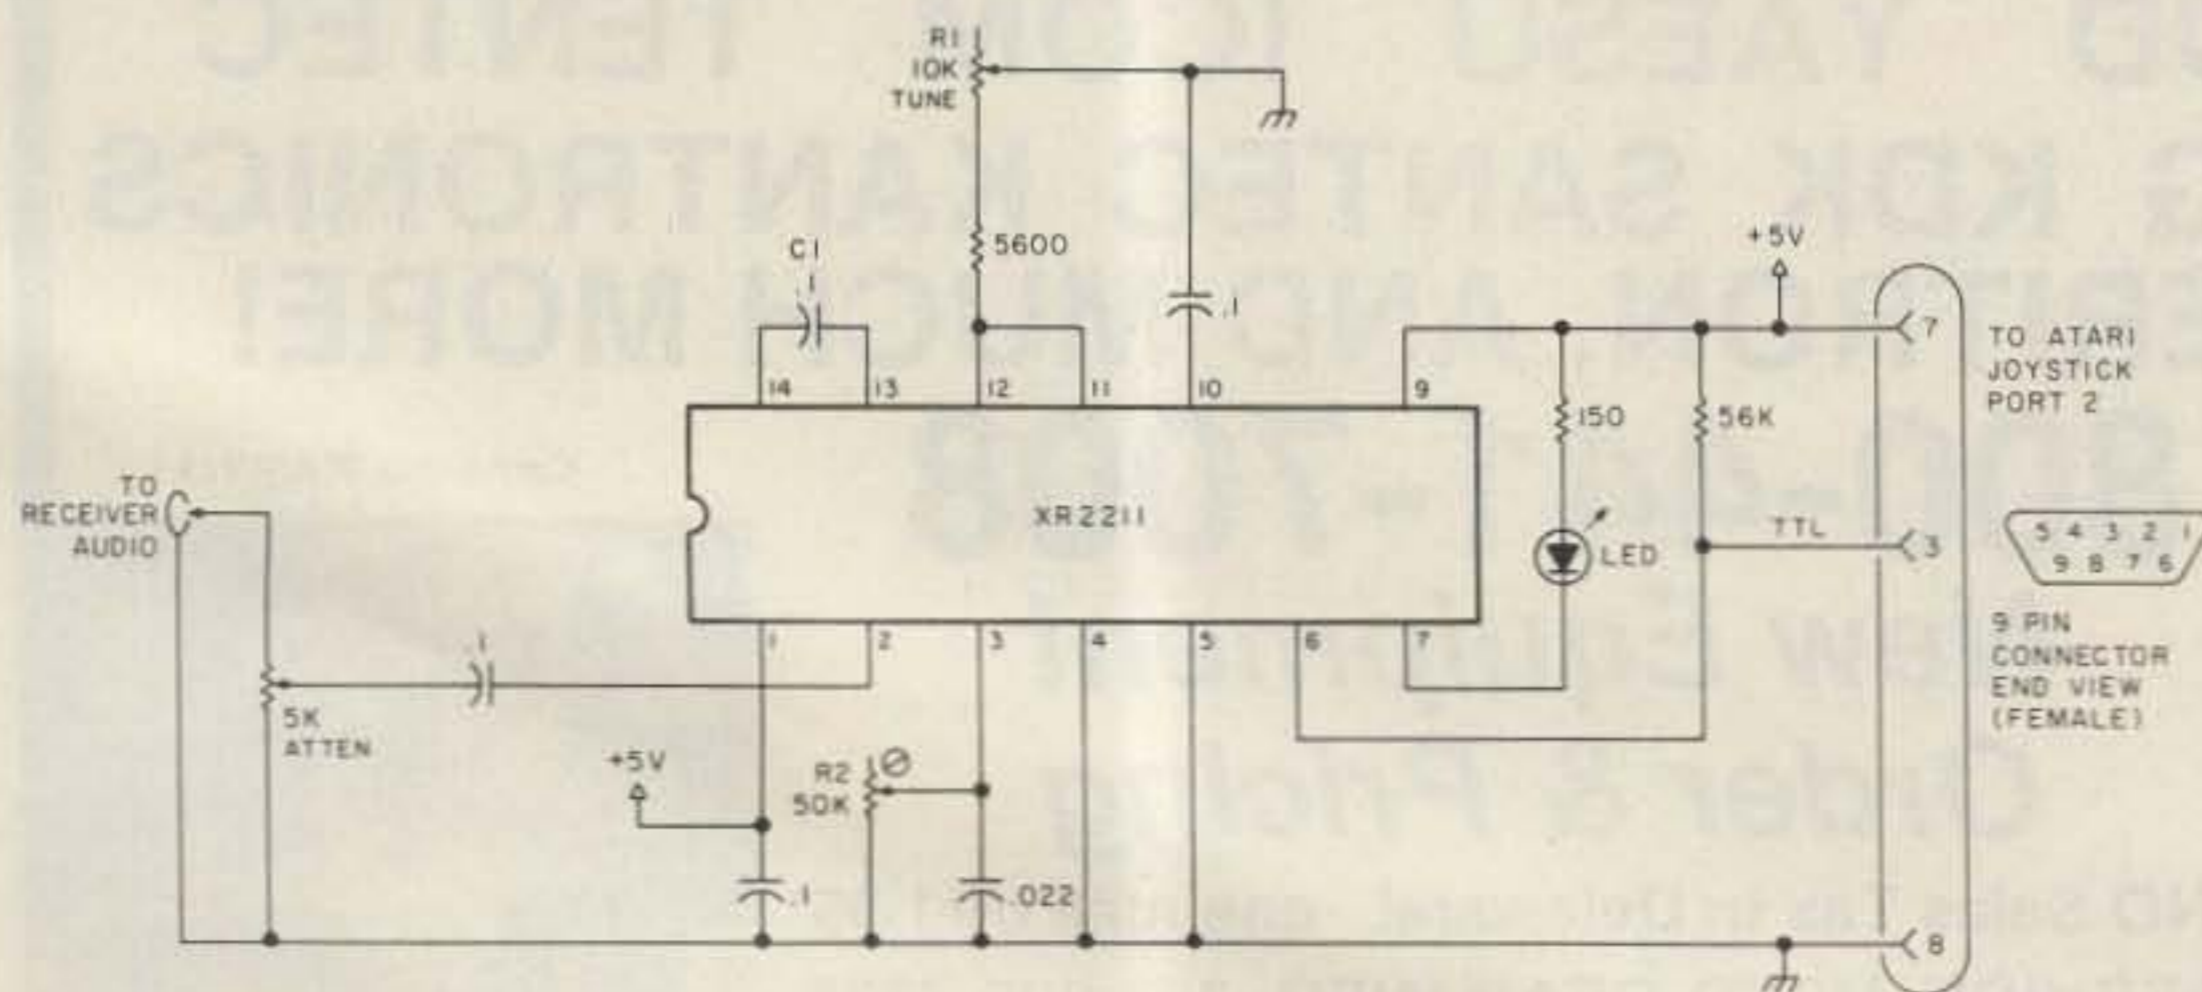 R1
10K
TUNE
5600
C1
.1
.1
+5V
7
TO ATARI
JOYSTICK
PORT 2
14
13
12
11
10
9
150
56K
TO
RECEIVER
AUDIO
XR2211
LED
TTL
3
5 4 3 2 1
9 8 7 6
9 PIN
CONNECTOR
END VIEW
(FEMALE)
1
2
3
4
5
6
7
.1
5K
ATTEN
+5V
R2
50K
.1
.022
8